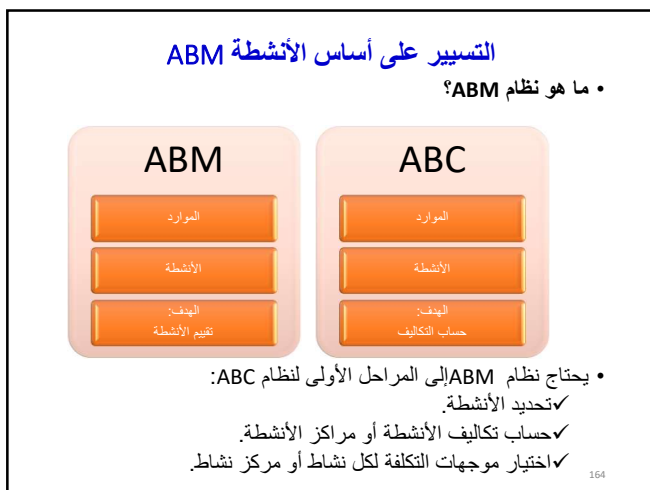 التسيير على أساس الأنشطة ABM
• ما هو نظام ABM؟
ABC
الموارد
الأنشطة
الهدف:
حساب التكاليف
ABM
الموارد
الأنشطة
الهدف:
تقييم الأنشطة
• يحتاج نظام ABMإلى المراحل الأولى لنظام ABC:
✓تحديد الأنشطة.
✓حساب تكاليف الأنشطة أو مراكز الأنشطة.
✓اختيار موجهات التكلفة لكل نشاط أو مركز نشاط.
164